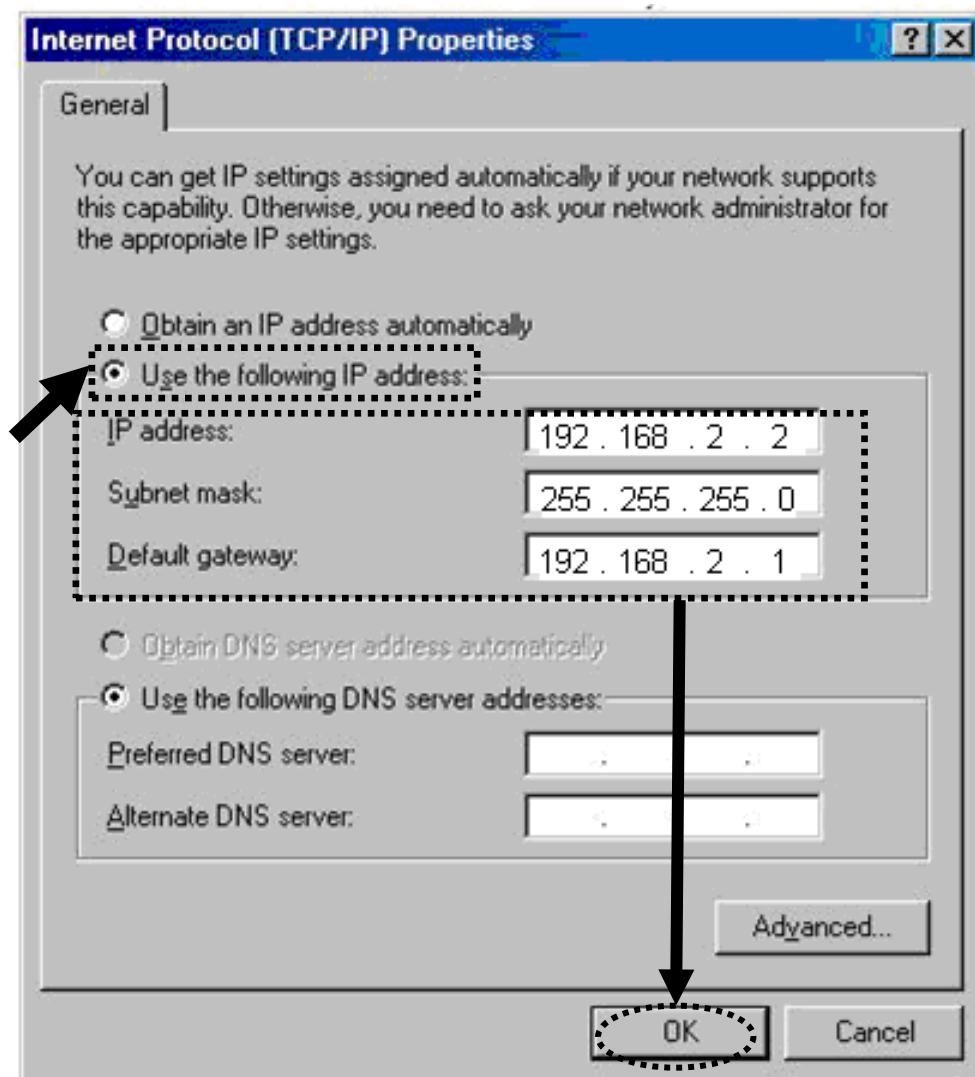 Internet Protocol (TCP/IP) Properties
General
You can get IP settings assigned automatically if your network supports
this capability. Otherwise, you need to ask your network administrator for
the appropriate IP settings.
Obtain an IP address automatically
Use the following IP address:
IP address: 192 . 168 . 2 . 2
Subnet mask: 255 . 255 . 255 . 0
Default gateway: 192 . 168 . 2 . 1
Obtain DNS server address automatically
Use the following DNS server addresses:
Preferred DNS server: . . .
Alternate DNS server: . . .
Advanced...
OK Cancel